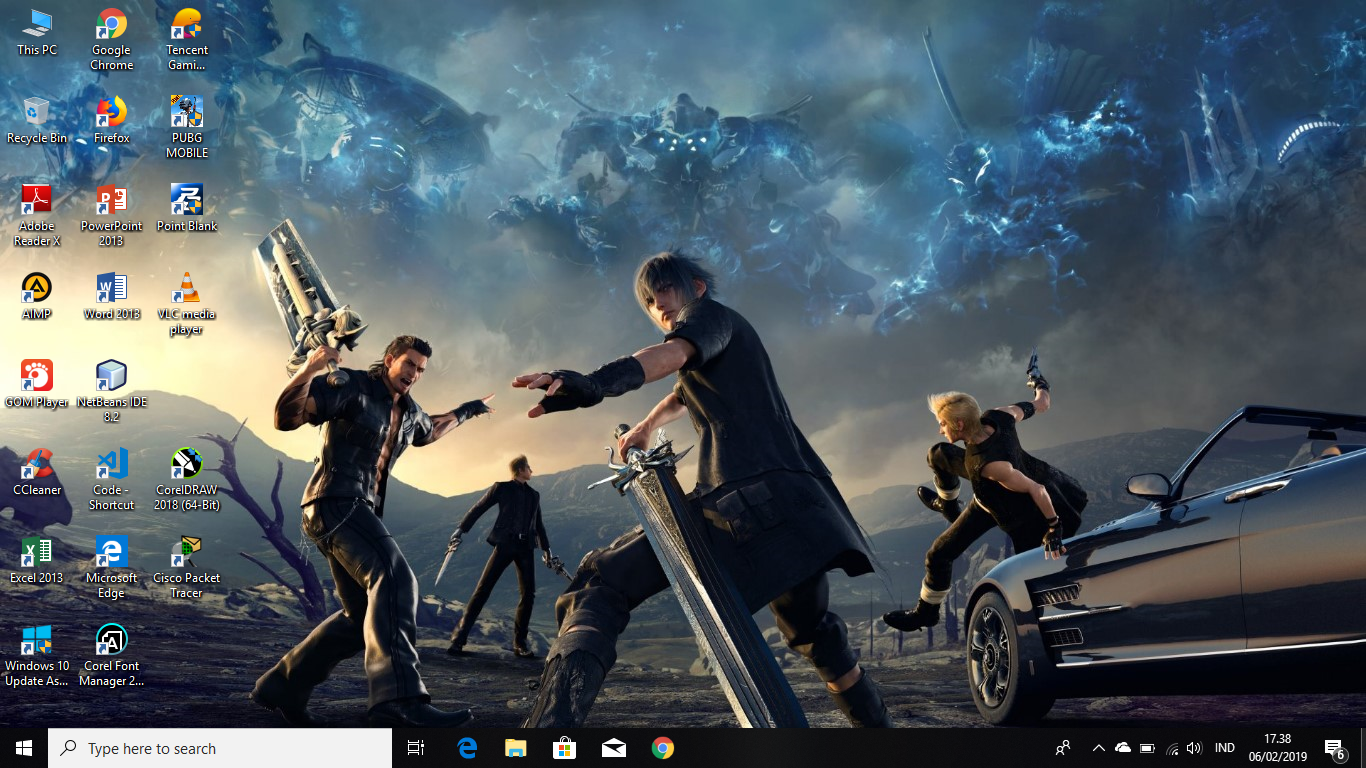 This PC
Google
Chrome
Tencent
Gami...
Recycle Bin
Firefox
PUBG
MOBILE
Adobe
Reader X
PowerPoint
2013
Point Blank
AIMP
Word 2013
VLC media
player
GOM Player
NetBeans IDE
8.2
CCleaner
Code -
Shortcut
CorelDRAW
2018 (64-Bit)
Excel 2013
Microsoft
Edge
Cisco Packet
Tracer
Windows 10
Update As...
Corel Font
Manager 2...
Type here to search
IND
17.38
06/02/2019
6